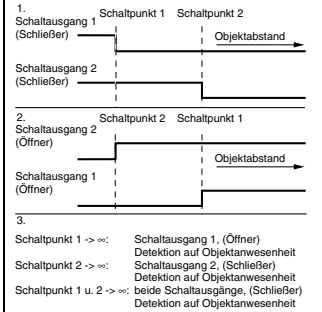 1.
Schaltpunkt 1 Schaltpunkt 2
Schaltausgang 1
(Schließer)
Objektabstand
Schaltausgang 2
(Schließer)
2.
Schaltpunkt 2 Schaltpunkt 1
Schaltausgang 2
(Öffner)
Objektabstand
Schaltausgang 1
(Öffner)
3.
Schaltpunkt 1 -> ∞: Schaltausgang 1, (Öffner)
Detektion auf Objektanwesenheit
Schaltpunkt 2 -> ∞: Schaltausgang 2, (Schließer)
Detektion auf Objektanwesenheit
Schaltpunkt 1 u. 2 -> ∞: beide Schaltausgänge, (Schließer)
Detektion auf Objektanwesenheit